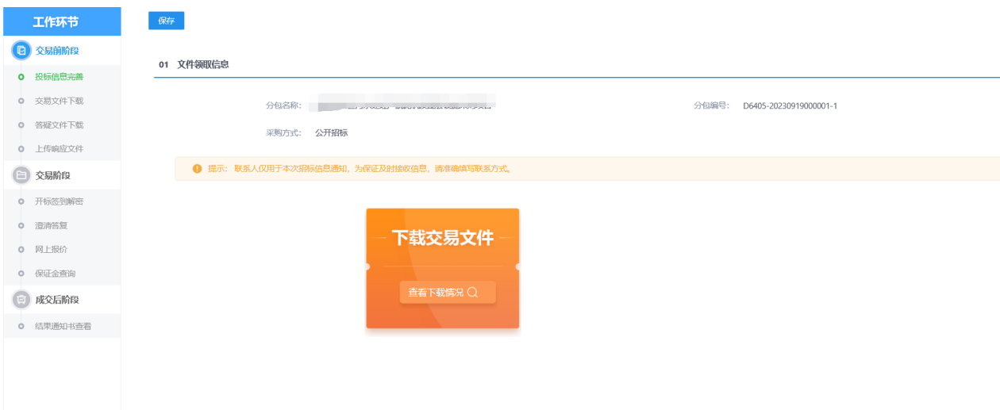 工作环节
保存
交易前阶段
01 文件领取信息
投标信息完善
交易文件下载
分包名称:
分包编号: D6405-20230919000001-1
答疑文件下载
采购方式: 公开招标
上传响应文件
提示: 联系人仅用于本次招标信息通知, 为保证及时接收信息, 请准确填写联系方式。
交易阶段
开标签到解密
澄清答复
下载交易文件
网上报价
保证金查询
查看下载情况
成交后阶段
结果通知书查看